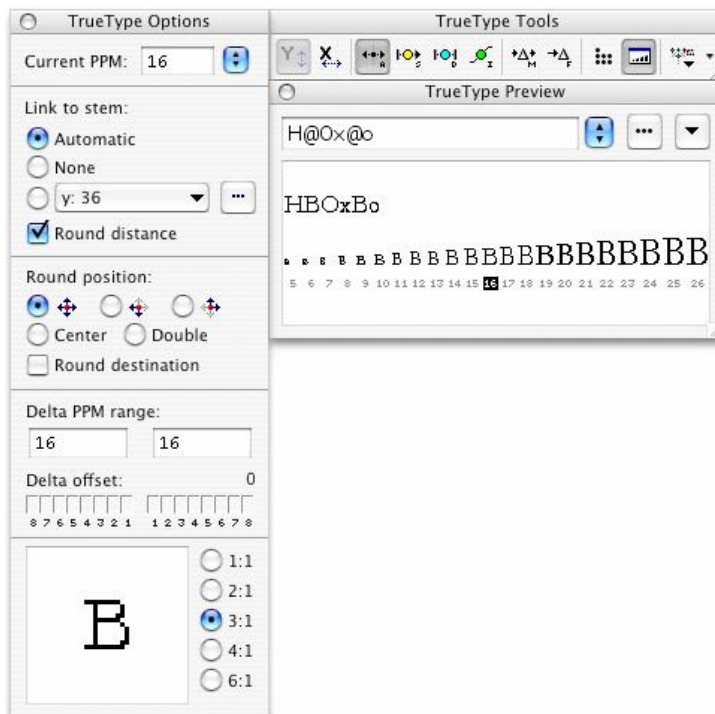 TrueType Options
Current PPM: 16
Link to stem:
Automatic
None
y: 36
Round distance
Round position:
Center Double
Round destination
Delta PPM range:
16 16
Delta offset: 0
8 7 6 5 4 3 2 1 1 2 3 4 5 6 7 8
B
1:1
2:1
3:1
4:1
6:1
TrueType Tools
Y X A S D I M F
TrueType Preview
H@O×@o
HBOxBo
B B B B B B B B B B B B B B B B B B B B B B
5 6 7 8 9 10 11 12 13 14 15 16 17 18 19 20 21 22 23 24 25 26